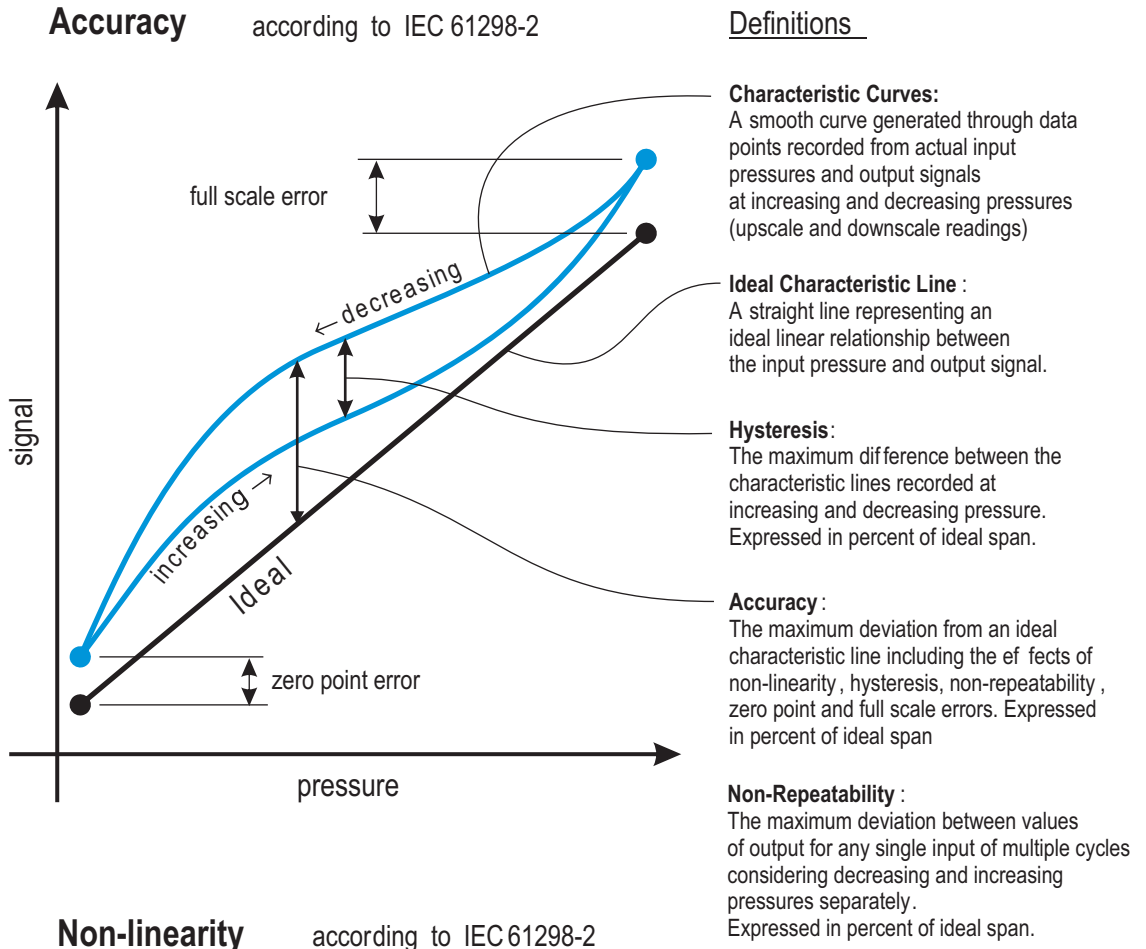 Accuracy according to IEC 61298-2
Definitions
full scale error
← decreasing
increasing →
Ideal
zero point error
signal
pressure
Characteristic Curves:
A smooth curve generated through data
points recorded from actual input
pressures and output signals
at increasing and decreasing pressures
(upscale and downscale readings)
Ideal Characteristic Line :
A straight line representing an
ideal linear relationship between
the input pressure and output signal.
Hysteresis:
The maximum dif ference between the
characteristic lines recorded at
increasing and decreasing pressure.
Expressed in percent of ideal span.
Accuracy :
The maximum deviation from an ideal
characteristic line including the ef fects of
non-linearity , hysteresis, non-repeatability ,
zero point and full scale errors. Expressed
in percent of ideal span
Non-Repeatability :
The maximum deviation between values
of output for any single input of multiple cycles
considering decreasing and increasing
pressures separately.
Expressed in percent of ideal span.
Non-linearity according to IEC 61298-2